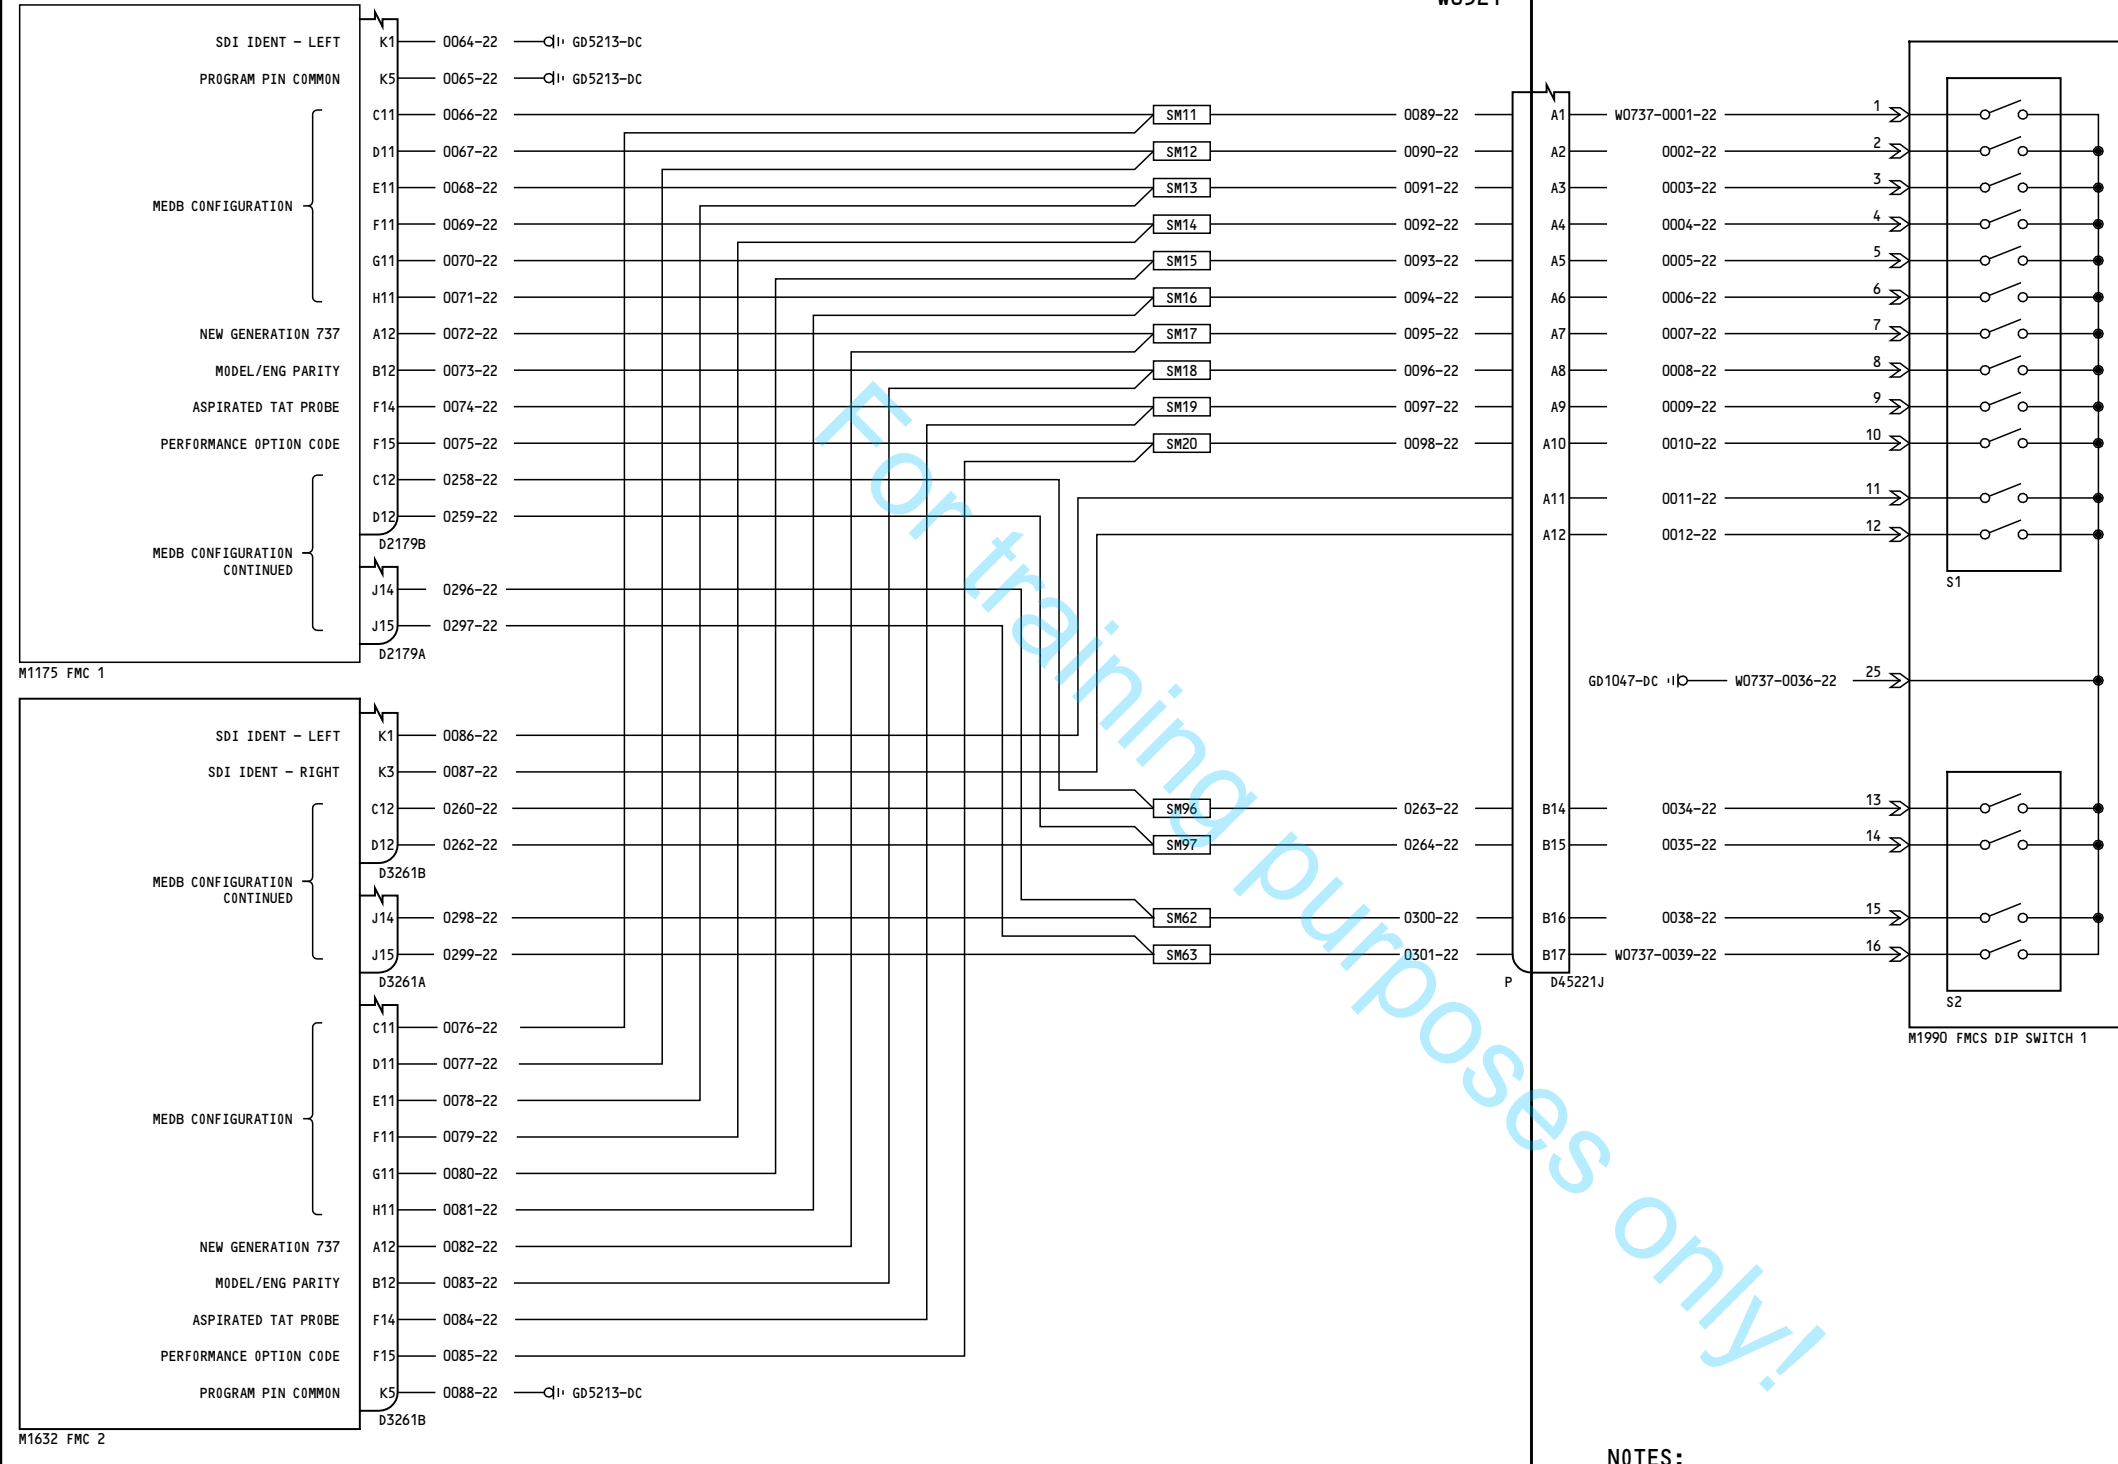 SDI IDENT – LEFT K1 0064–22 GD5213–DC
PROGRAM PIN COMMON K5 0065–22 GD5213–DC
C11 0066–22 SM11 0089–22 A1 W0737–0001–22 1
D11 0067–22 SM12 0090–22 A2 0002–22 2
E11 0068–22 SM13 0091–22 A3 0003–22 3
MEDB CONFIGURATION
F11 0069–22 SM14 0092–22 A4 0004–22 4
G11 0070–22 SM15 0093–22 A5 0005–22 5
H11 0071–22 SM16 0094–22 A6 0006–22 6
NEW GENERATION 737 A12 0072–22 SM17 0095–22 A7 0007–22 7
MODEL/ENG PARITY B12 0073–22 SM18 0096–22 A8 0008–22 8
ASPIRATED TAT PROBE F14 0074–22 SM19 0097–22 A9 0009–22 9
PERFORMANCE OPTION CODE F15 0075–22 SM20 0098–22 A10 0010–22 10
C12 0258–22
A11 0011–22 11
D12 0259–22
A12 0012–22 12
D2179B
MEDB CONFIGURATION
CONTINUED
S1
J14 0296–22
J15 0297–22
D2179A
M1175 FMC 1
GD1047–DC W0737–0036–22 25
SDI IDENT – LEFT K1 0086–22
SDI IDENT – RIGHT K3 0087–22
C12 0260–22 SM96 0263–22 B14 0034–22 13
D12 0262–22 SM97 0264–22 B15 0035–22 14
D3261B
MEDB CONFIGURATION
CONTINUED
J14 0298–22 SM62 0300–22 B16 0038–22 15
J15 0299–22 SM63 0301–22 B17 W0737–0039–22 16
D3261A
P D45221J
S2
C11 0076–22
M1990 FMCS DIP SWITCH 1
D11 0077–22
E11 0078–22
MEDB CONFIGURATION
F11 0079–22
G11 0080–22
H11 0081–22
NEW GENERATION 737 A12 0082–22
MODEL/ENG PARITY B12 0083–22
ASPIRATED TAT PROBE F14 0084–22
PERFORMANCE OPTION CODE F15 0085–22
PROGRAM PIN COMMON K5 0088–22 GD5213–DC
D3261B
M1632 FMC 2
NOTES:
For training purposes only!